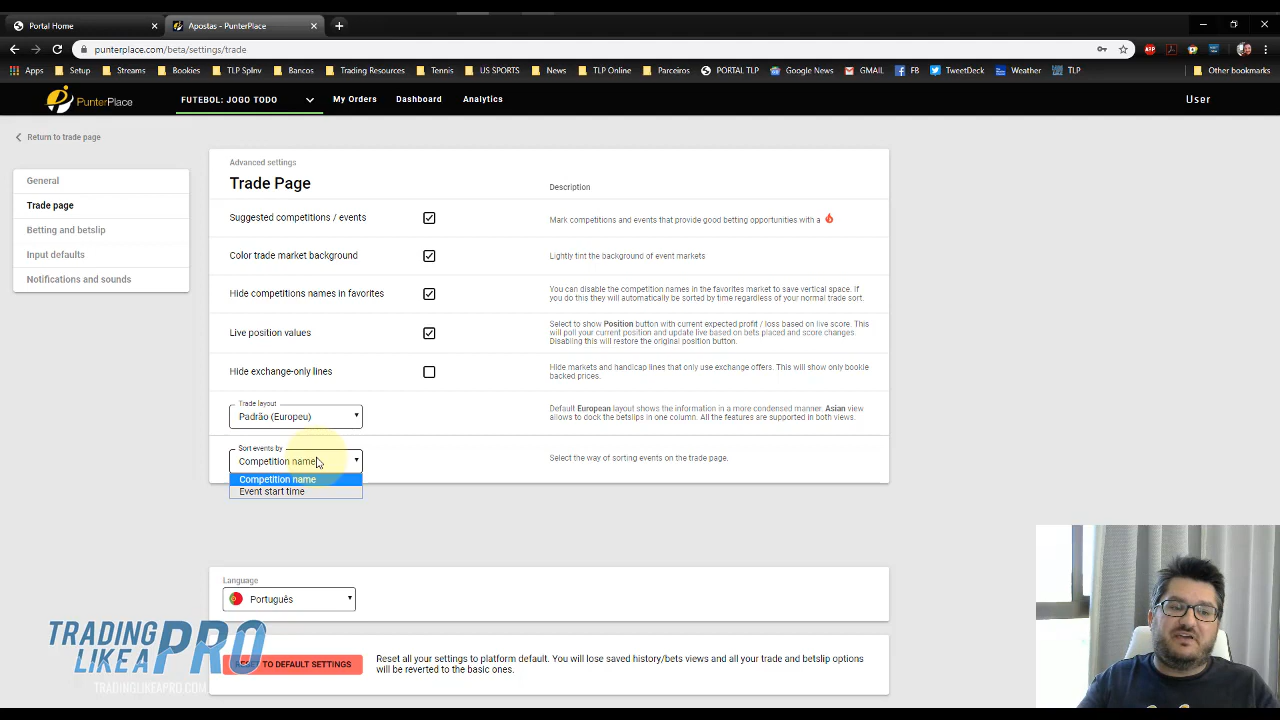 Portal Home
Apostas - PunterPlace
punterplace.com/beta/settings/trade
Apps
Setup
Streams
Bookies
TLP SpInv
Bancos
Trading Resources
Tennis
US SPORTS
News
TLP Online
Parceiros
PORTAL TLP
Google News
GMAIL
FB
TweetDeck
Weather
TLP
Other bookmarks
PunterPlace
FUTEBOL: JOGO TODO
My Orders
Dashboard
Analytics
User
Return to trade page
General
Trade page
Betting and betslip
Input defaults
Notifications and sounds
Advanced settings
Trade Page
Description
Suggested competitions / events
Mark competitions and events that provide good betting opportunities with a
Color trade market background
Lightly tint the background of event markets
Hide competitions names in favorites
You can disable the competition names in the favorites market to save vertical space. If
you do this they will automatically be sorted by time regardless of your normal trade sort.
Live position values
Select to show Position button with current expected profit / loss based on live score. This
will poll your current position and update live based on bets placed and score changes.
Disabling this will restore the original position button.
Hide exchange-only lines
Hide markets and handicap lines that only use exchange offers. This will show only bookie
backed prices.
Trade layout
Padrão (Europeu)
Default European layout shows the information in a more condensed manner. Asian view
allows to dock the betslips in one column. All the features are supported in both views.
Sort events by
Competition name
Select the way of sorting events on the trade page.
Competition name
Event start time
Language
Português
RESET TO DEFAULT SETTINGS
Reset all your settings to platform default. You will lose saved history/bets views and all your trade and betslip options
will be reverted to the basic ones.
TRADING
LIKE A
PRO
TRADINGLIKEAPRO.COM